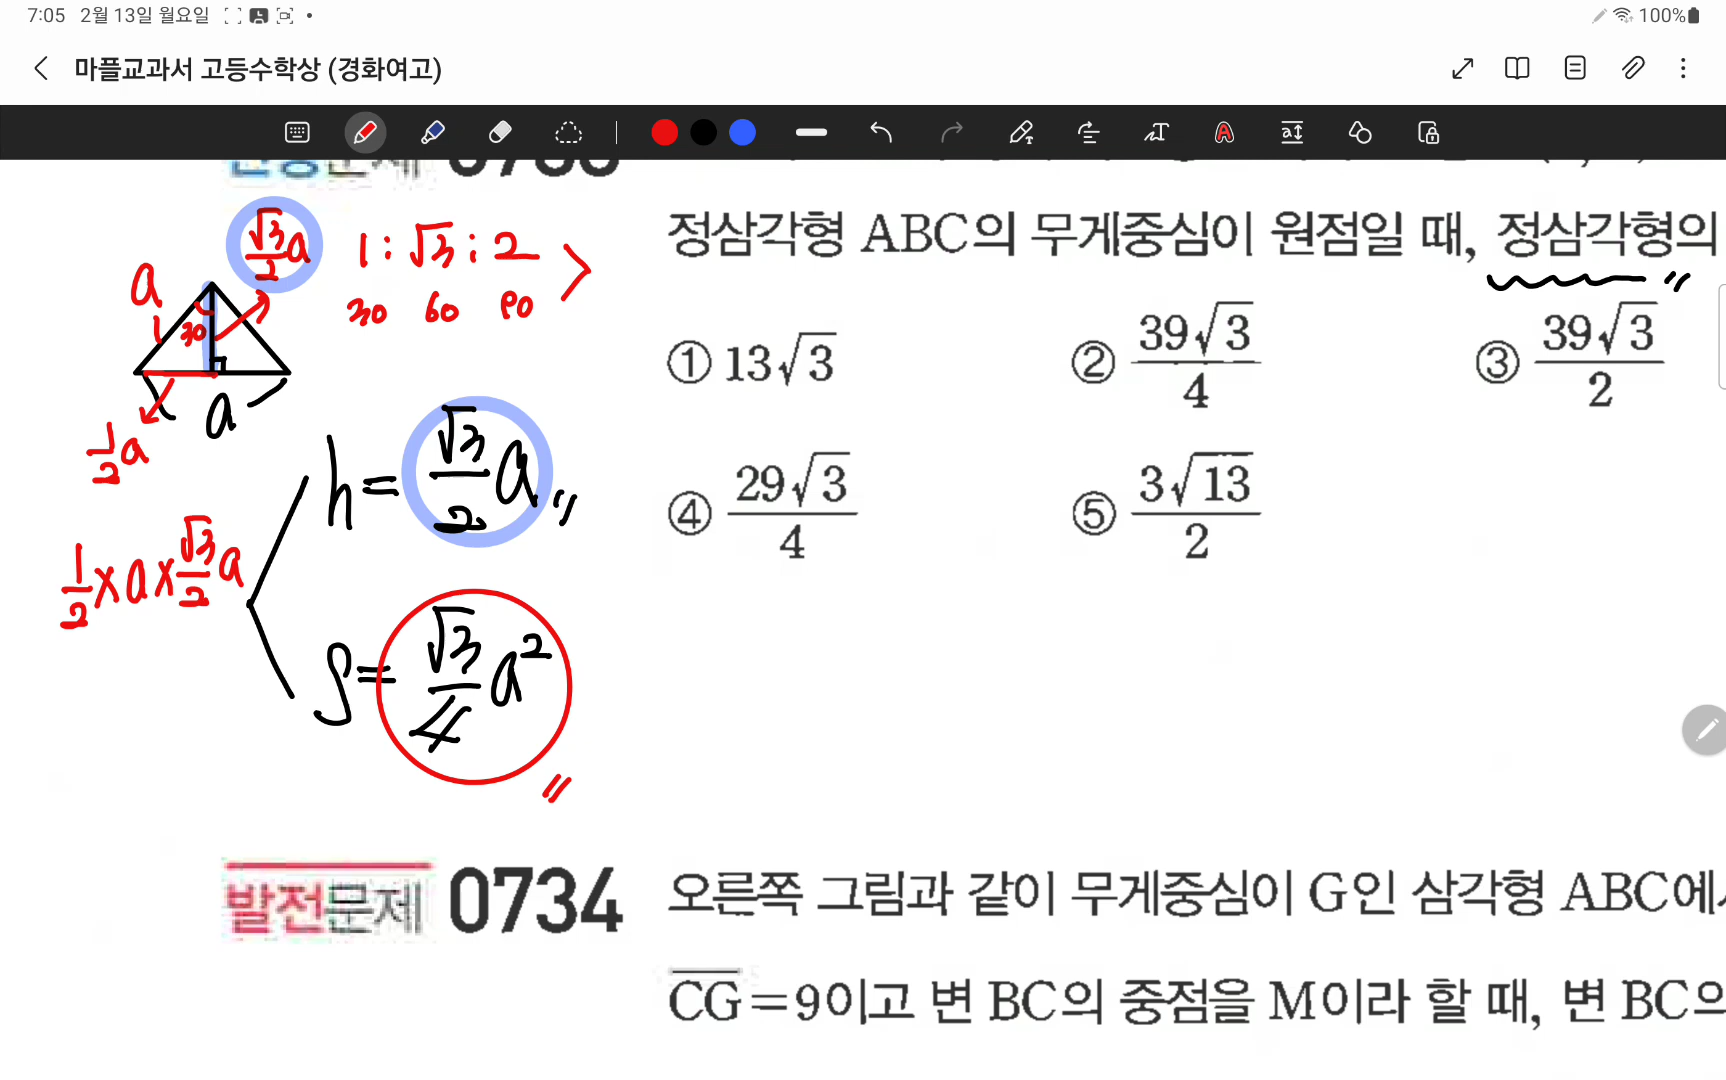 7:05 2월 13일 월요일
100%
마플교과서 고등수학상 (경화여고)
정삼각형 ABC의 무게중심이 원점일 때, 정삼각형의
① 13√3
② 39√3/4
③ 39√3/2
④ 29√3/4
⑤ 3√13/2
√3/2 a
1 : √3 : 2
30 60 90
a
1
30
a
1/2 a
h = √3/2 a
1/2 × a × √3/2 a
S = √3/4 a²
발전문제 0734 오른쪽 그림과 같이 무게중심이 G인 삼각형 ABC에
CG=9이고 변 BC의 중점을 M이라 할 때, 변 BC의